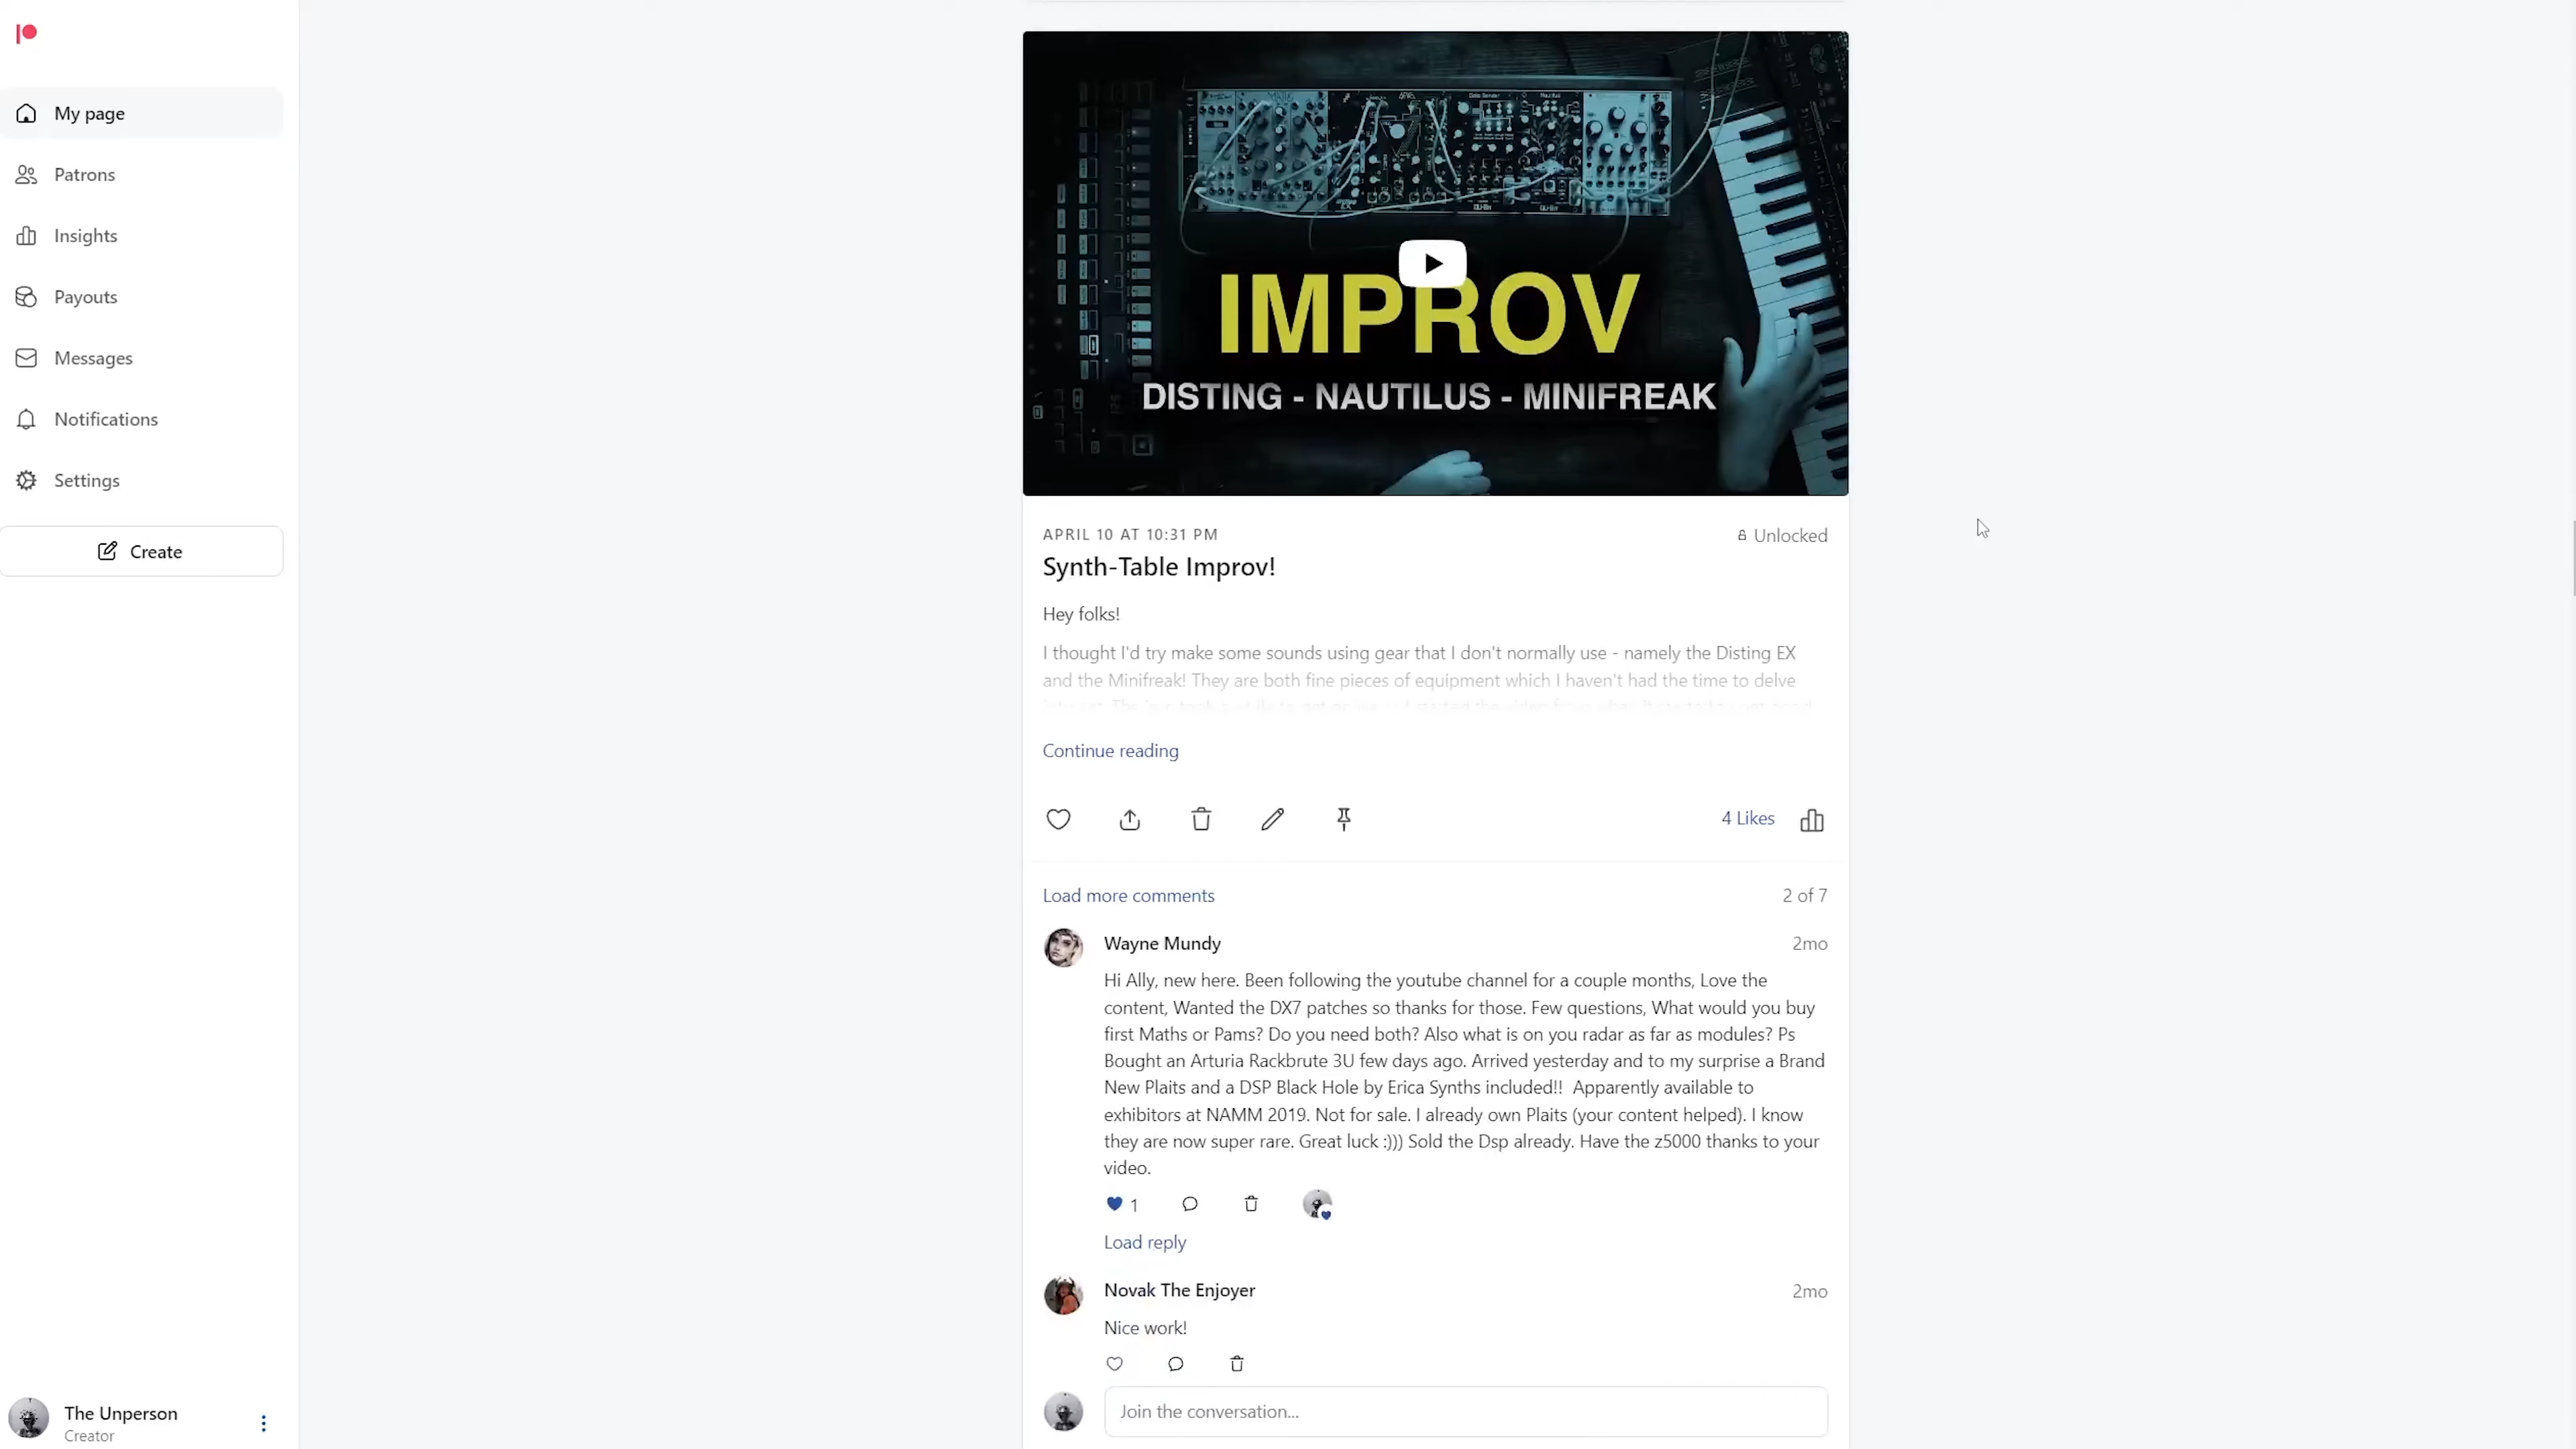 My page
Patrons
Insights
Payouts
Messages
Notifications
Settings
Create
The Unperson
Creator
IMPROV
DISTING - NAUTILUS - MINIFREAK
APRIL 10 AT 10:31 PM
Unlocked
Synth-Table Improv!
Hey folks!
I thought I'd try make some sounds using gear that I don't normally use - namely the Disting EX
and the Minifreak! They are both fine pieces of equipment which I haven't had the time to delve
Continue reading
4 Likes
Load more comments
2 of 7
Wayne Mundy
2mo
Hi Ally, new here. Been following the youtube channel for a couple months, Love the
content, Wanted the DX7 patches so thanks for those. Few questions, What would you buy
first Maths or Pams? Do you need both? Also what is on you radar as far as modules? Ps
Bought an Arturia Rackbrute 3U few days ago. Arrived yesterday and to my surprise a Brand
New Plaits and a DSP Black Hole by Erica Synths included!! Apparently available to
exhibitors at NAMM 2019. Not for sale. I already own Plaits (your content helped). I know
they are now super rare. Great luck :))) Sold the Dsp already. Have the z5000 thanks to your
video.
1
Load reply
Novak The Enjoyer
2mo
Nice work!
Join the conversation...